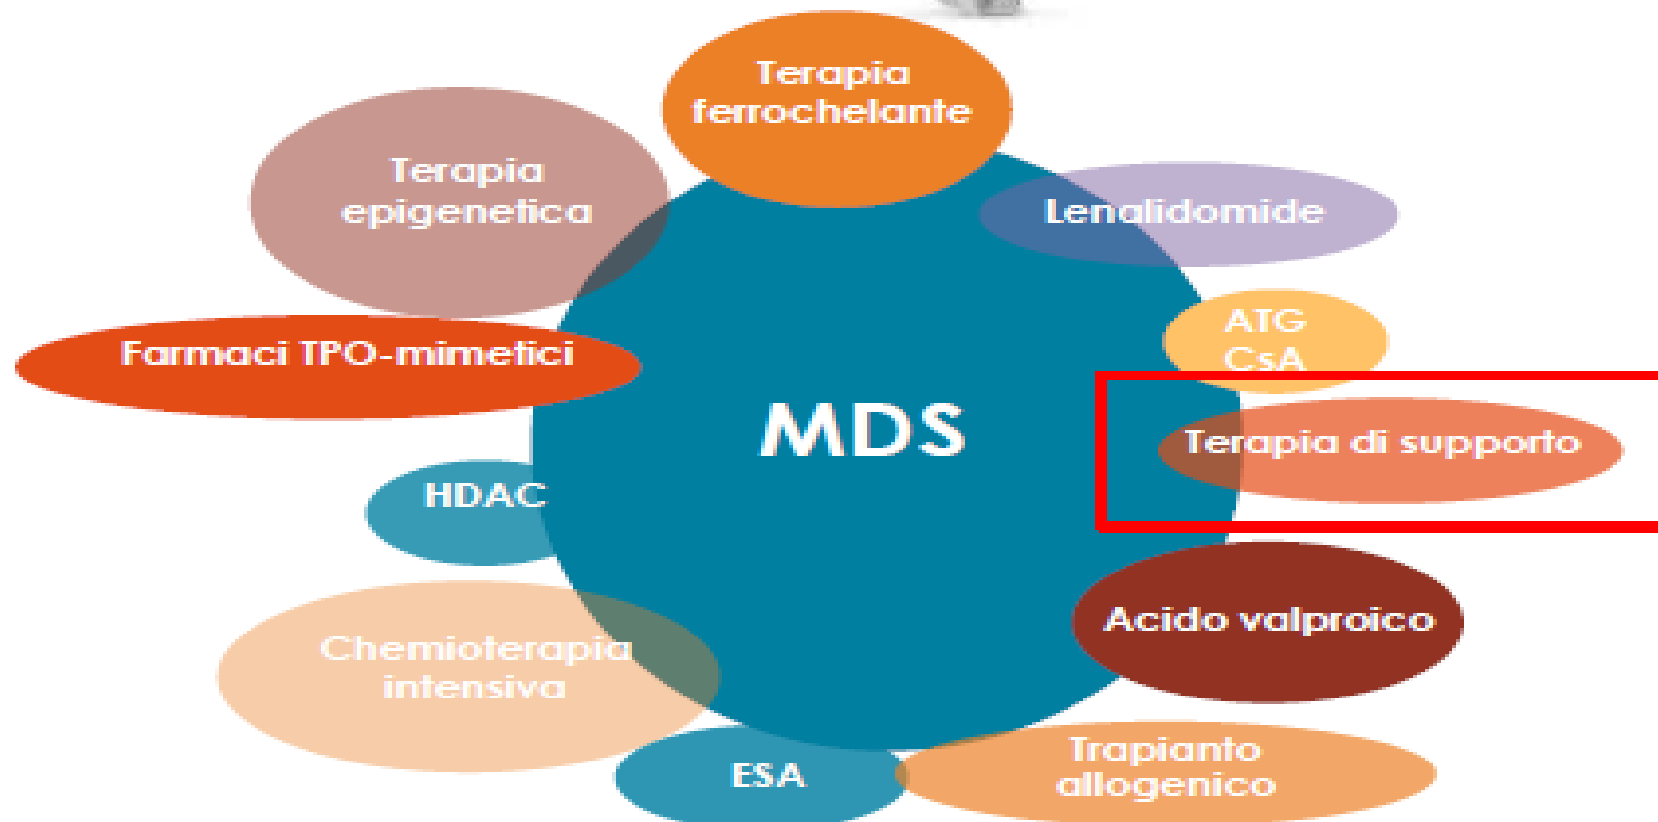 Terapia
ferrochelante
Terapia
epigenetica
Lenalidomide
ATG
CsA
Farmaci TPO-mimetici
MDS
Terapia di supporto
HDAC
Acido valproico
Chemioterapia
intensiva
ESA
Trapianto
allogenico